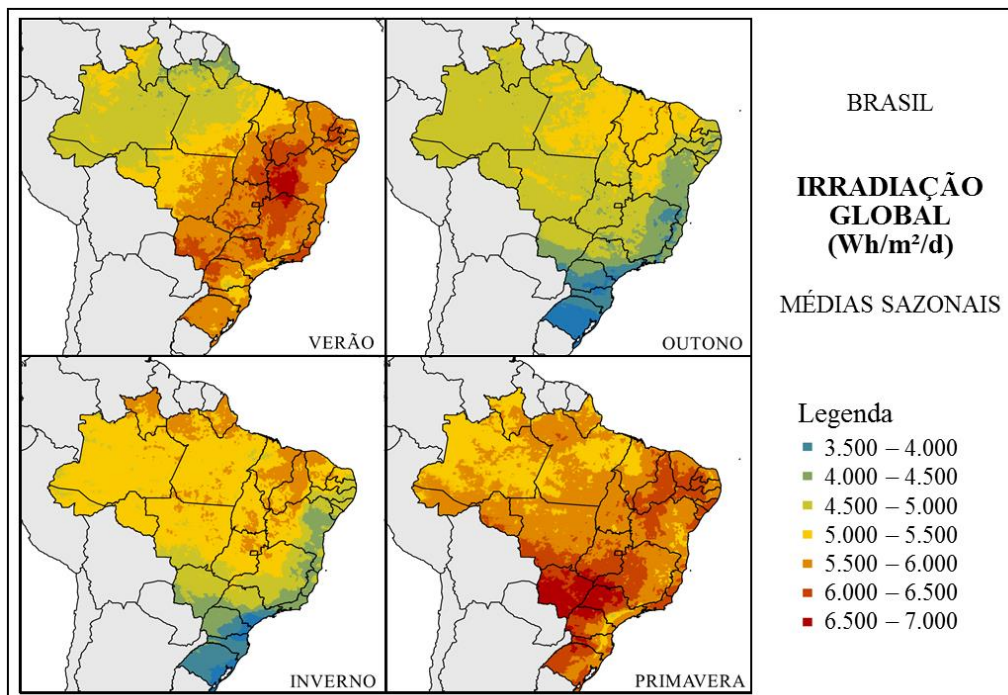 VERÃO
OUTONO
INVERNO
PRIMAVERA
BRASIL
IRRADIAÇÃO
GLOBAL
(Wh/m²/d)
MÉDIAS SAZONAIS
Legenda
3.500 – 4.000
4.000 – 4.500
4.500 – 5.000
5.000 – 5.500
5.500 – 6.000
6.000 – 6.500
6.500 – 7.000